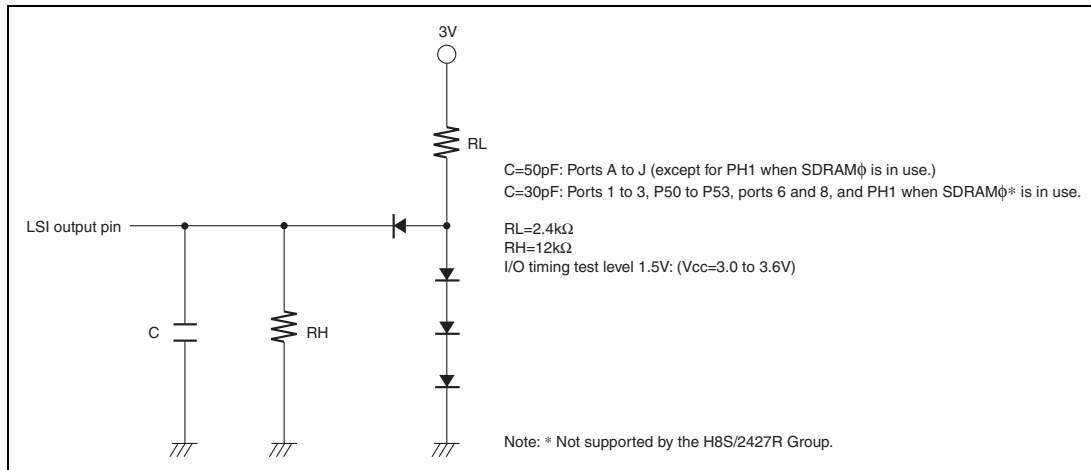 3V
RL
C=50pF: Ports A to J (except for PH1 when SDRAMϕ is in use.)
C=30pF: Ports 1 to 3, P50 to P53, ports 6 and 8, and PH1 when SDRAMϕ* is in use.
LSI output pin
RL=2.4kΩ
RH=12kΩ
I/O timing test level 1.5V: (Vcc=3.0 to 3.6V)
C
RH
Note: * Not supported by the H8S/2427R Group.